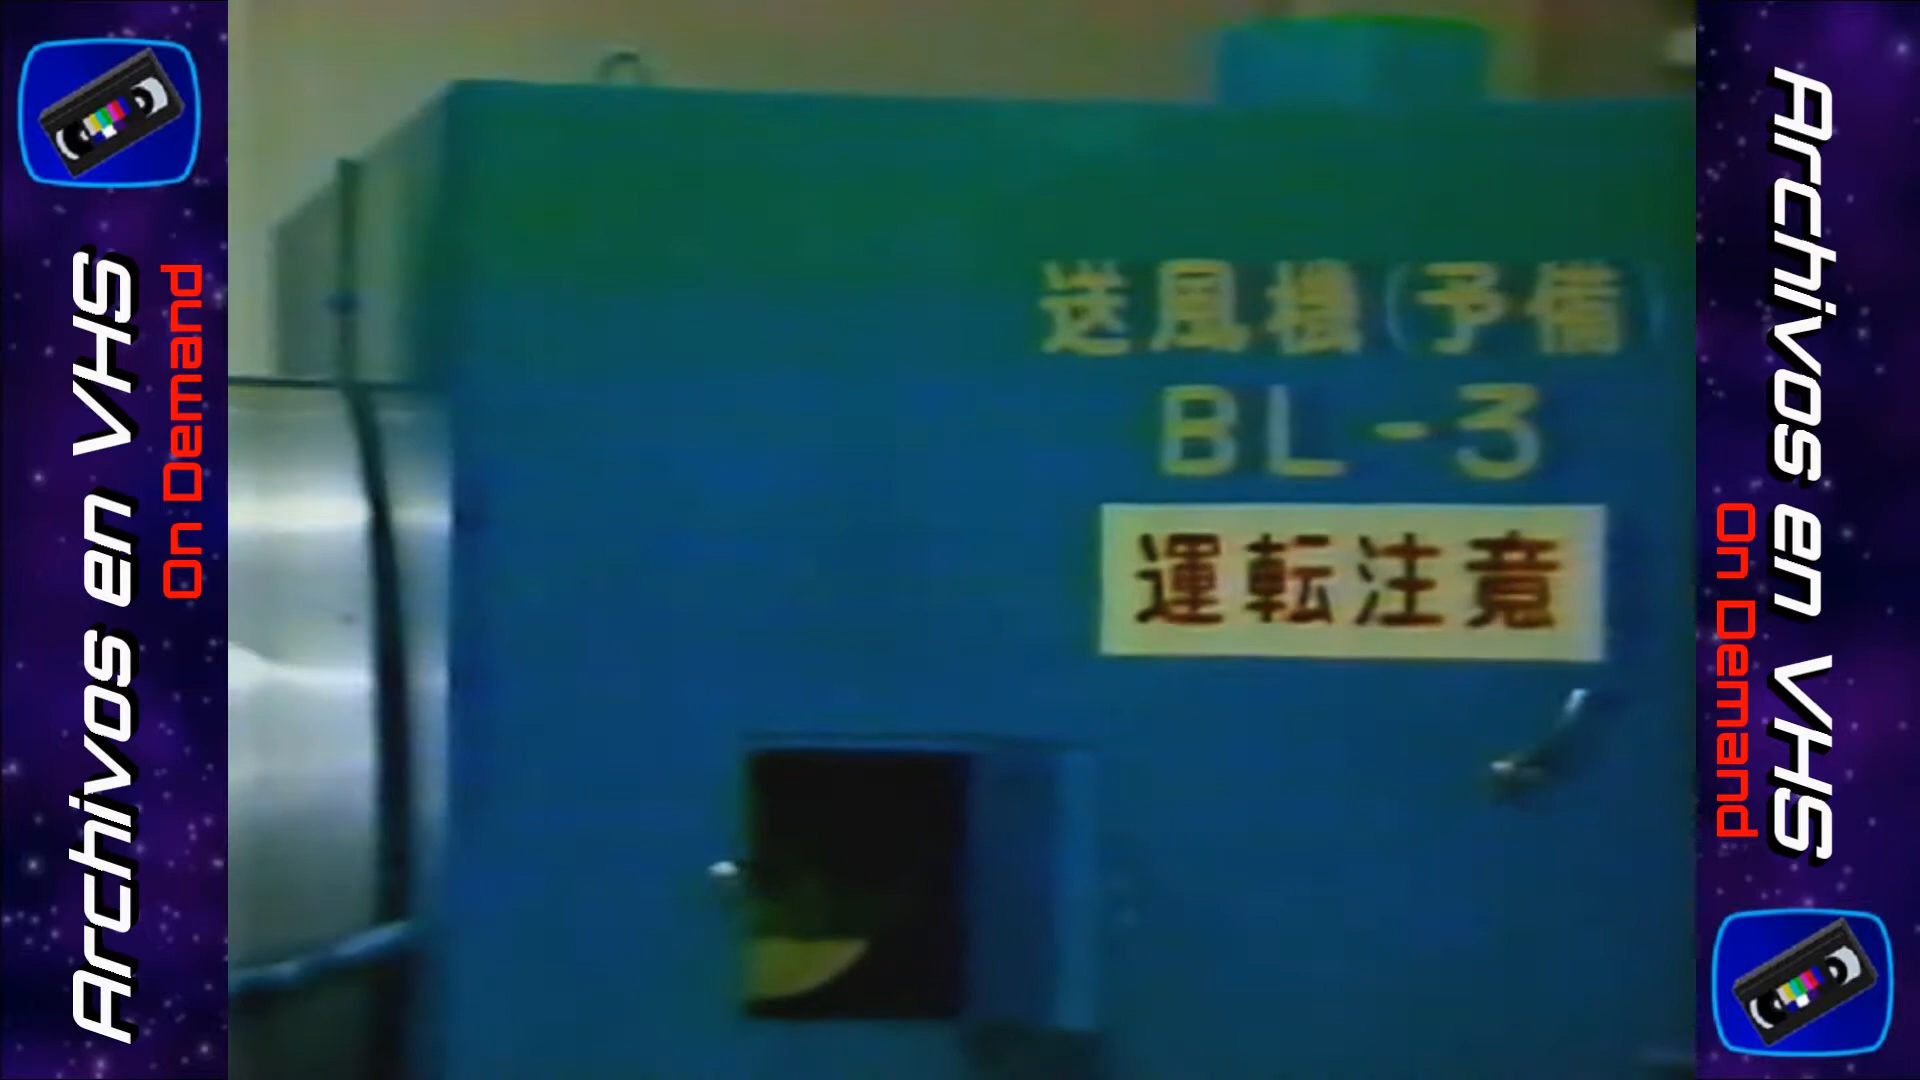 Archivos en VHS
On Demand
送風機(予備)
BL-3
運転注意
Archivos en VHS
On Demand